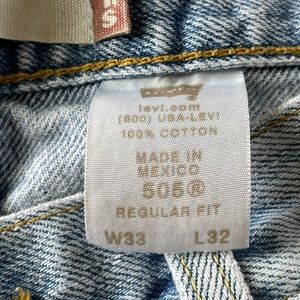 levi.com
(800) USA-LEVI
100% COTTON
MADE IN
MEXICO
505®
REGULAR FIT
W33 L32